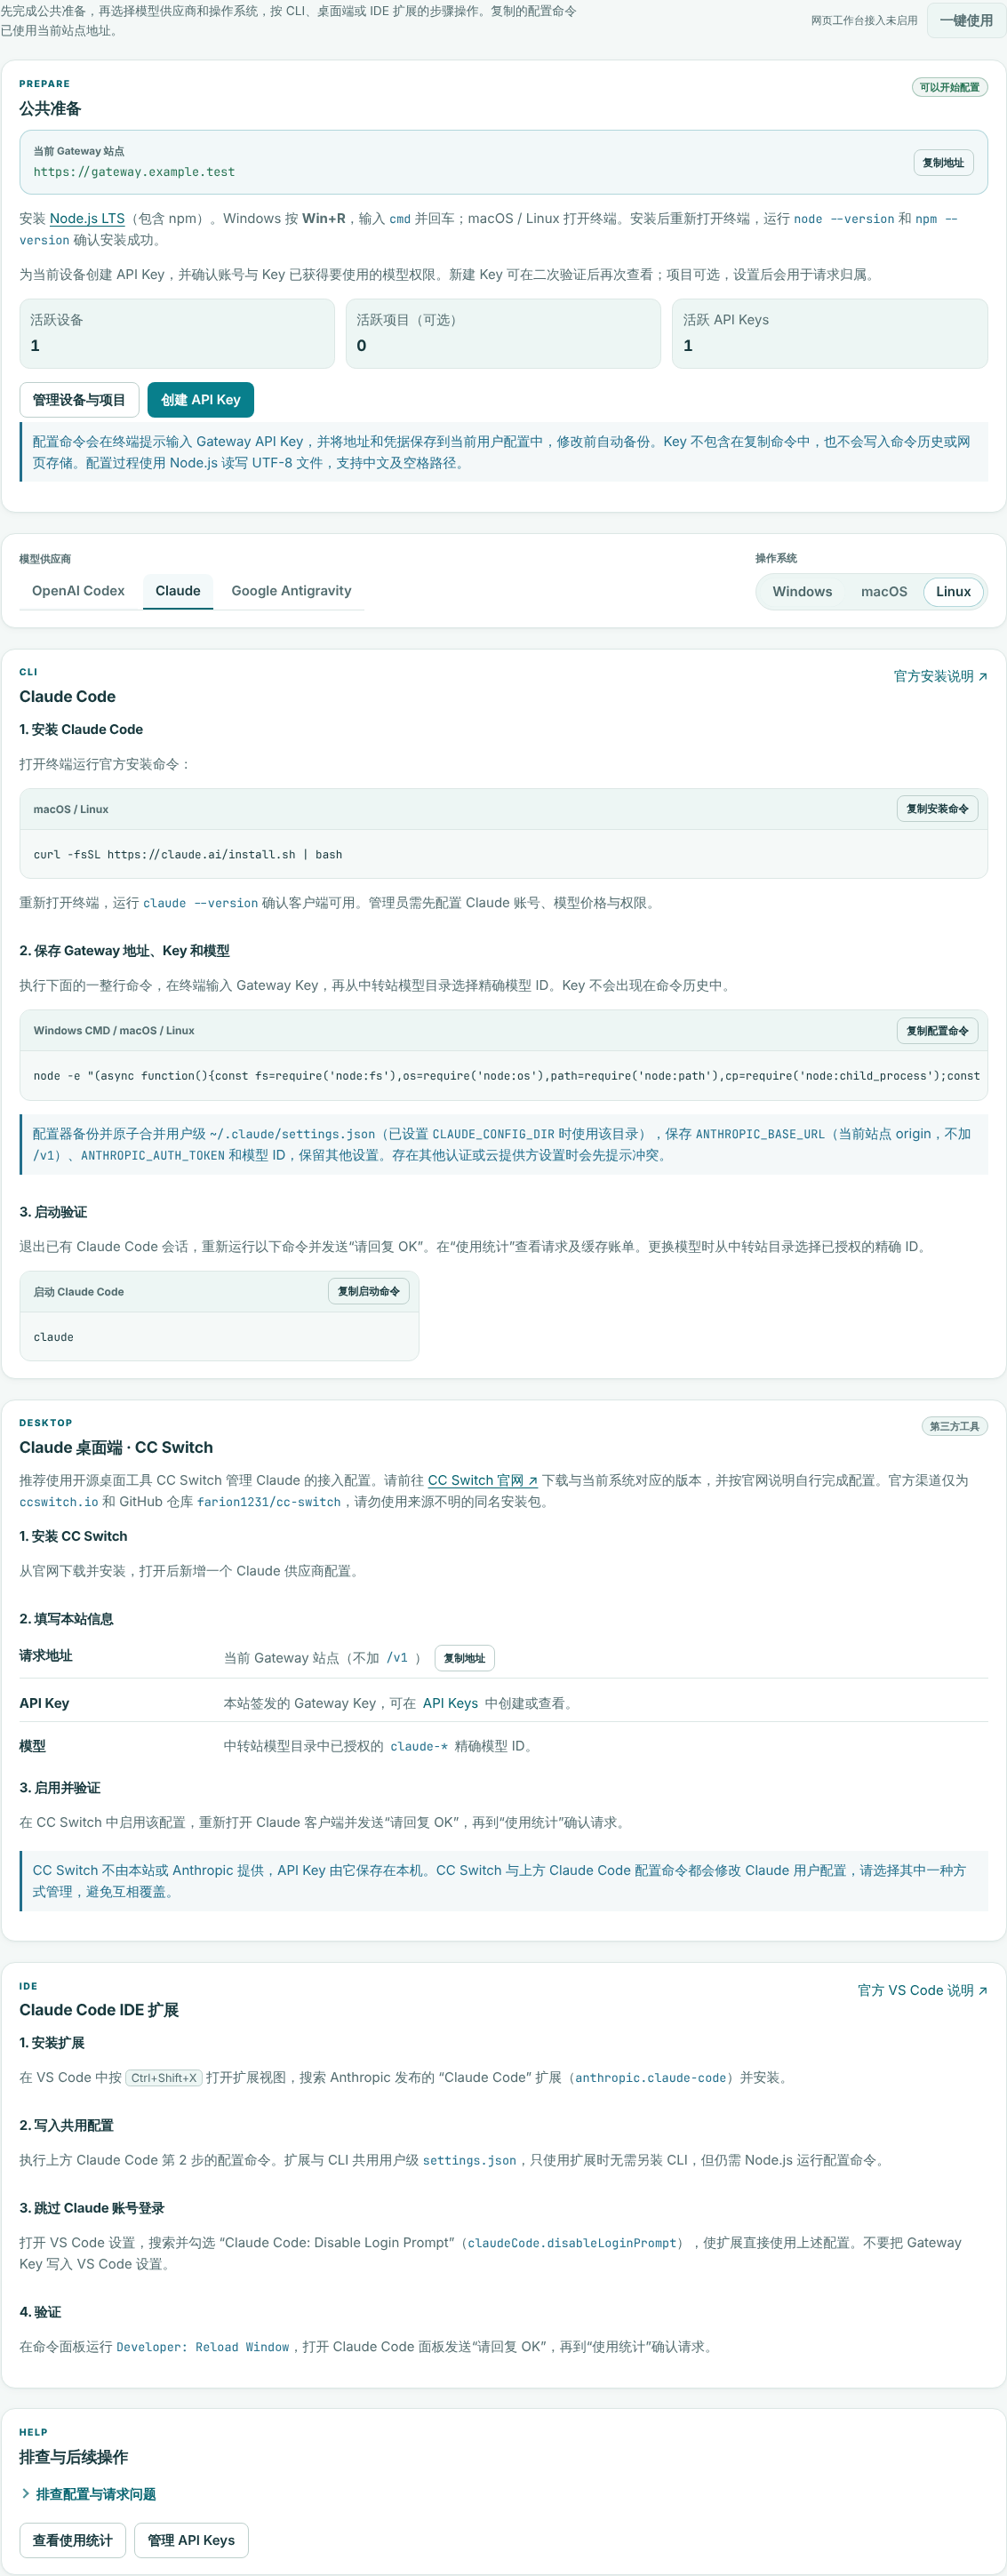 先完成公共准备，再选择模型供应商和操作系统，按 CLI、桌面端或 IDE 扩展的步骤操作。复制的配置命令
已使用当前站点地址。
网页工作台接入未启用
一键使用
PREPARE
公共准备
可以开始配置
当前 Gateway 站点
https://gateway.example.test
复制地址
安装 Node.js LTS（包含 npm）。Windows 按 Win+R，输入 cmd 并回车；macOS / Linux 打开终端。安装后重新打开终端，运行 node --version 和 npm --
version 确认安装成功。
为当前设备创建 API Key，并确认账号与 Key 已获得要使用的模型权限。新建 Key 可在二次验证后再次查看；项目可选，设置后会用于请求归属。
活跃设备
1
活跃项目（可选）
0
活跃 API Keys
1
管理设备与项目
创建 API Key
配置命令会在终端提示输入 Gateway API Key，并将地址和凭据保存到当前用户配置中，修改前自动备份。Key 不包含在复制命令中，也不会写入命令历史或网
页存储。配置过程使用 Node.js 读写 UTF-8 文件，支持中文及空格路径。
模型供应商
OpenAI Codex
Claude
Google Antigravity
操作系统
Windows
macOS
Linux
CLI
Claude Code
官方安装说明 ↗
1. 安装 Claude Code
打开终端运行官方安装命令：
macOS / Linux
复制安装命令
curl -fsSL https://claude.ai/install.sh | bash
重新打开终端，运行 claude --version 确认客户端可用。管理员需先配置 Claude 账号、模型价格与权限。
2. 保存 Gateway 地址、Key 和模型
执行下面的一整行命令，在终端输入 Gateway Key，再从中转站模型目录选择精确模型 ID。Key 不会出现在命令历史中。
Windows CMD / macOS / Linux
复制配置命令
node -e "(async function(){const fs=require('node:fs'),os=require('node:os'),path=require('node:path'),cp=require('node:child_process');const
配置器备份并原子合并用户级 ~/.claude/settings.json（已设置 CLAUDE_CONFIG_DIR 时使用该目录），保存 ANTHROPIC_BASE_URL（当前站点 origin，不加
/v1）、ANTHROPIC_AUTH_TOKEN 和模型 ID，保留其他设置。存在其他认证或云提供方设置时会先提示冲突。
3. 启动验证
退出已有 Claude Code 会话，重新运行以下命令并发送“请回复 OK”。在“使用统计”查看请求及缓存账单。更换模型时从中转站目录选择已授权的精确 ID。
启动 Claude Code
复制启动命令
claude
DESKTOP
Claude 桌面端 · CC Switch
第三方工具
推荐使用开源桌面工具 CC Switch 管理 Claude 的接入配置。请前往 CC Switch 官网 ↗ 下载与当前系统对应的版本，并按官网说明自行完成配置。官方渠道仅为
ccswitch.io 和 GitHub 仓库 farion1231/cc-switch，请勿使用来源不明的同名安装包。
1. 安装 CC Switch
从官网下载并安装，打开后新增一个 Claude 供应商配置。
2. 填写本站信息
请求地址
当前 Gateway 站点（不加 /v1 ）
复制地址
API Key
本站签发的 Gateway Key，可在 API Keys 中创建或查看。
模型
中转站模型目录中已授权的 claude-* 精确模型 ID。
3. 启用并验证
在 CC Switch 中启用该配置，重新打开 Claude 客户端并发送“请回复 OK”，再到“使用统计”确认请求。
CC Switch 不由本站或 Anthropic 提供，API Key 由它保存在本机。CC Switch 与上方 Claude Code 配置命令都会修改 Claude 用户配置，请选择其中一种方
式管理，避免互相覆盖。
IDE
Claude Code IDE 扩展
官方 VS Code 说明 ↗
1. 安装扩展
在 VS Code 中按 Ctrl+Shift+X 打开扩展视图，搜索 Anthropic 发布的 “Claude Code” 扩展（anthropic.claude-code）并安装。
2. 写入共用配置
执行上方 Claude Code 第 2 步的配置命令。扩展与 CLI 共用用户级 settings.json，只使用扩展时无需另装 CLI，但仍需 Node.js 运行配置命令。
3. 跳过 Claude 账号登录
打开 VS Code 设置，搜索并勾选 “Claude Code: Disable Login Prompt”（claudeCode.disableLoginPrompt），使扩展直接使用上述配置。不要把 Gateway
Key 写入 VS Code 设置。
4. 验证
在命令面板运行 Developer: Reload Window，打开 Claude Code 面板发送“请回复 OK”，再到“使用统计”确认请求。
HELP
排查与后续操作
排查配置与请求问题
查看使用统计
管理 API Keys